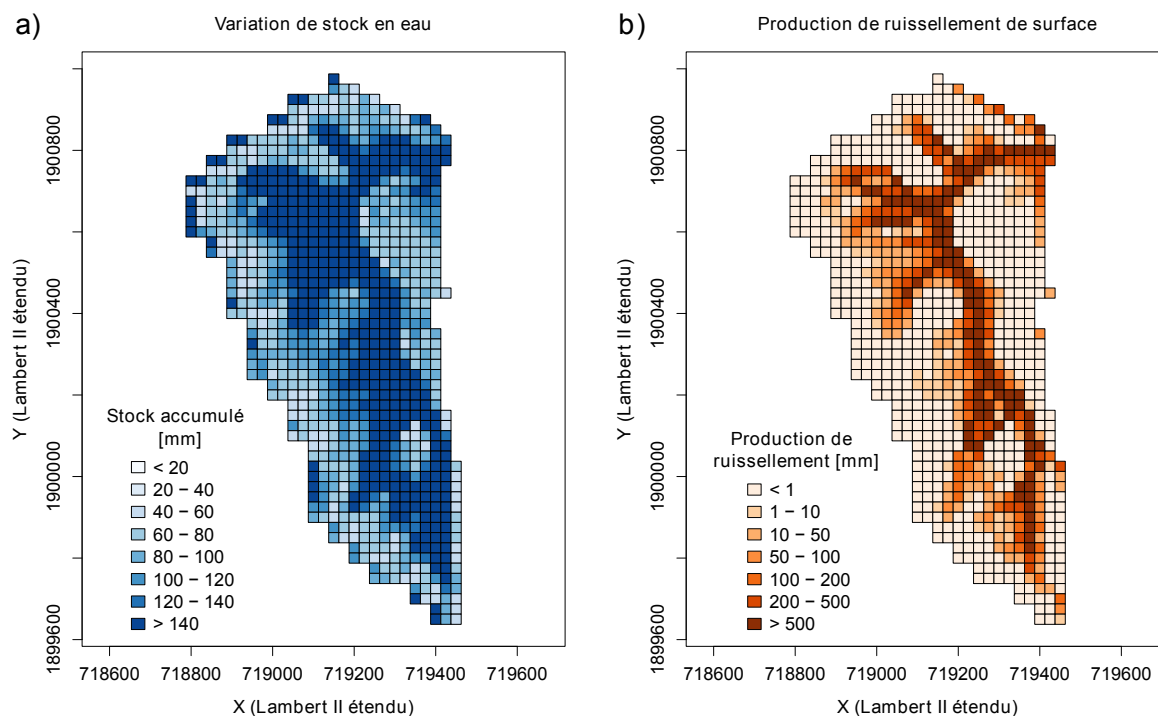 a)
Variation de stock en eau
Y (Lambert II étendu)
1900800
1900400
1900000
1899600
Stock accumulé
[mm]
< 20
20 − 40
40 − 60
60 − 80
80 − 100
100 − 120
120 − 140
> 140
718600 719000 719200 719400 719600
X (Lambert II étendu)
b)
Production de ruissellement de surface
Y (Lambert II étendu)
1900800
1900400
1900000
1899600
Production de
ruissellement [mm]
< 1
1 − 10
10 − 50
50 − 100
100 − 200
200 − 500
> 500
718600 719000 719200 719400 719600
X (Lambert II étendu)